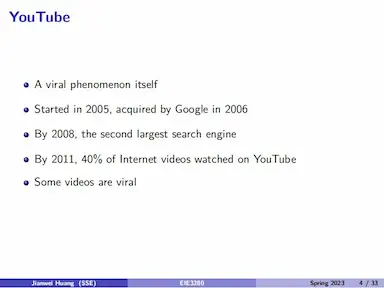 YouTube
A viral phenomenon itself
Started in 2005, acquired by Google in 2006
By 2008, the second largest search engine
By 2011, 40% of Internet videos watched on YouTube
Some videos are viral
Jianwei Huang (SSE) EIE3280 Spring 2023 4 / 33